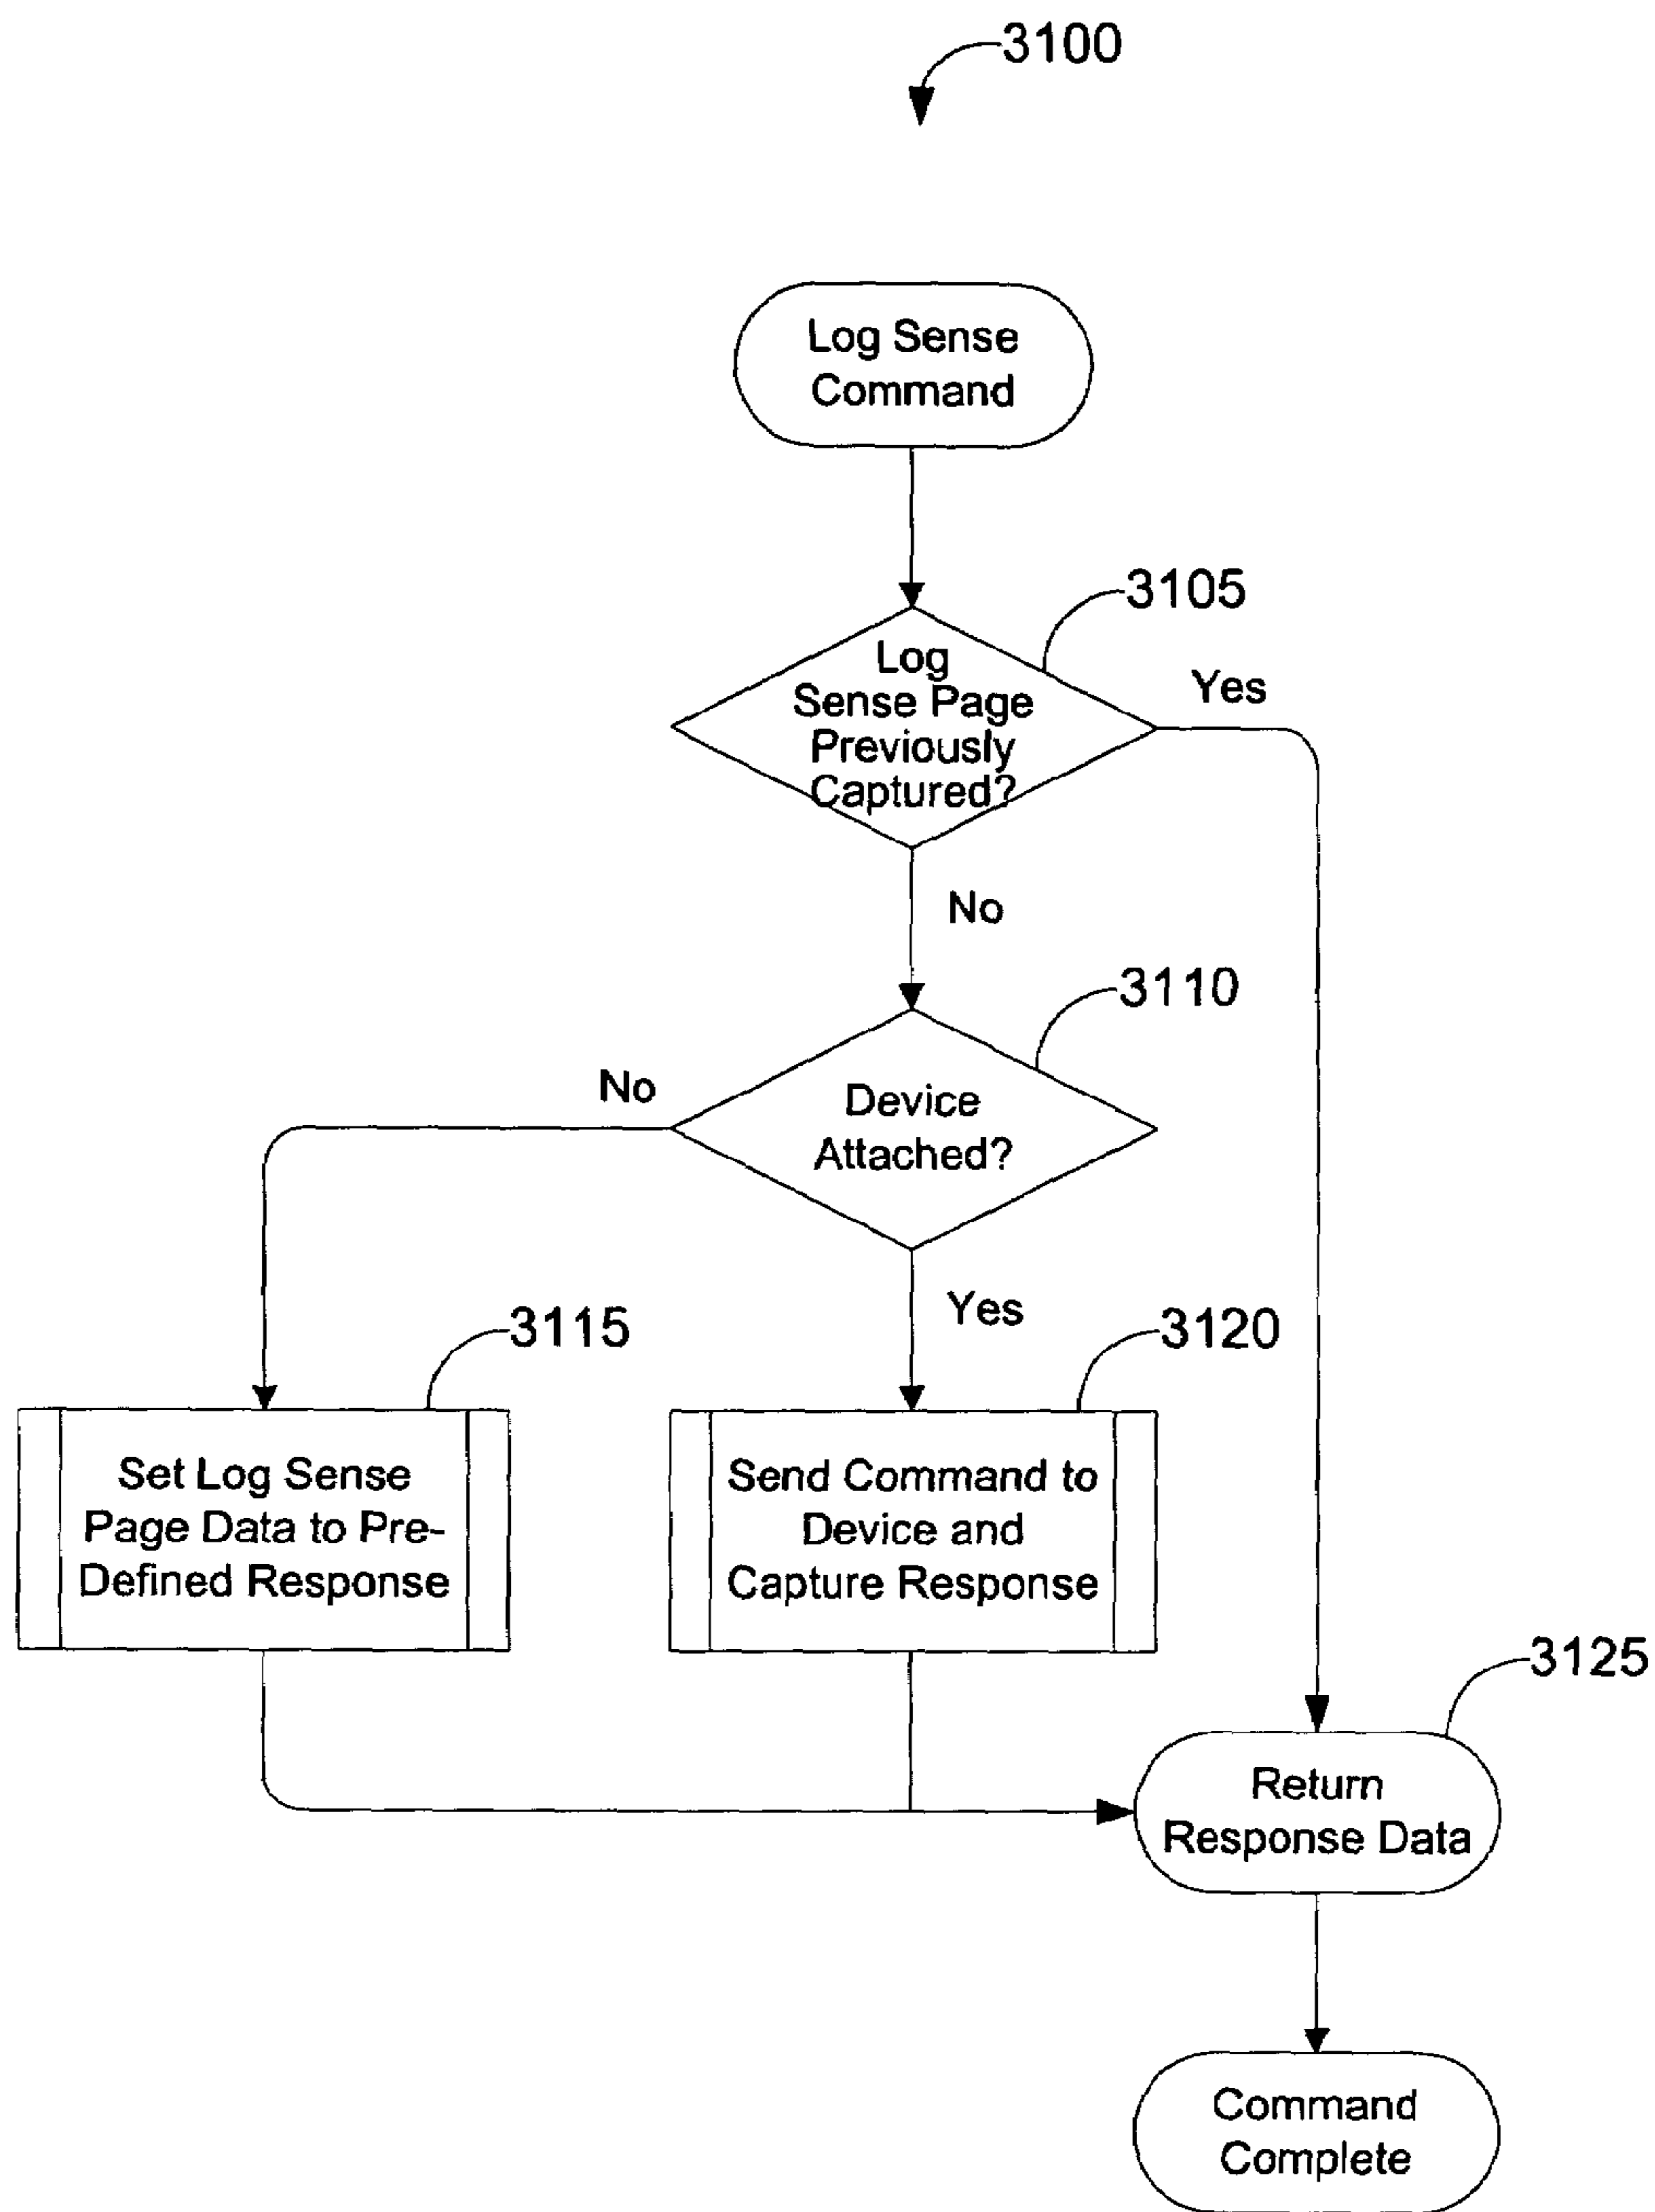 3100
Log Sense
Command
3105
Log
Sense Page
Previously
Captured?
Yes
No
3110
Device
Attached?
No
Yes
3115
Set Log Sense
Page Data to Pre-
Defined Response
3120
Send Command to
Device and
Capture Response
3125
Return
Response Data
Command
Complete